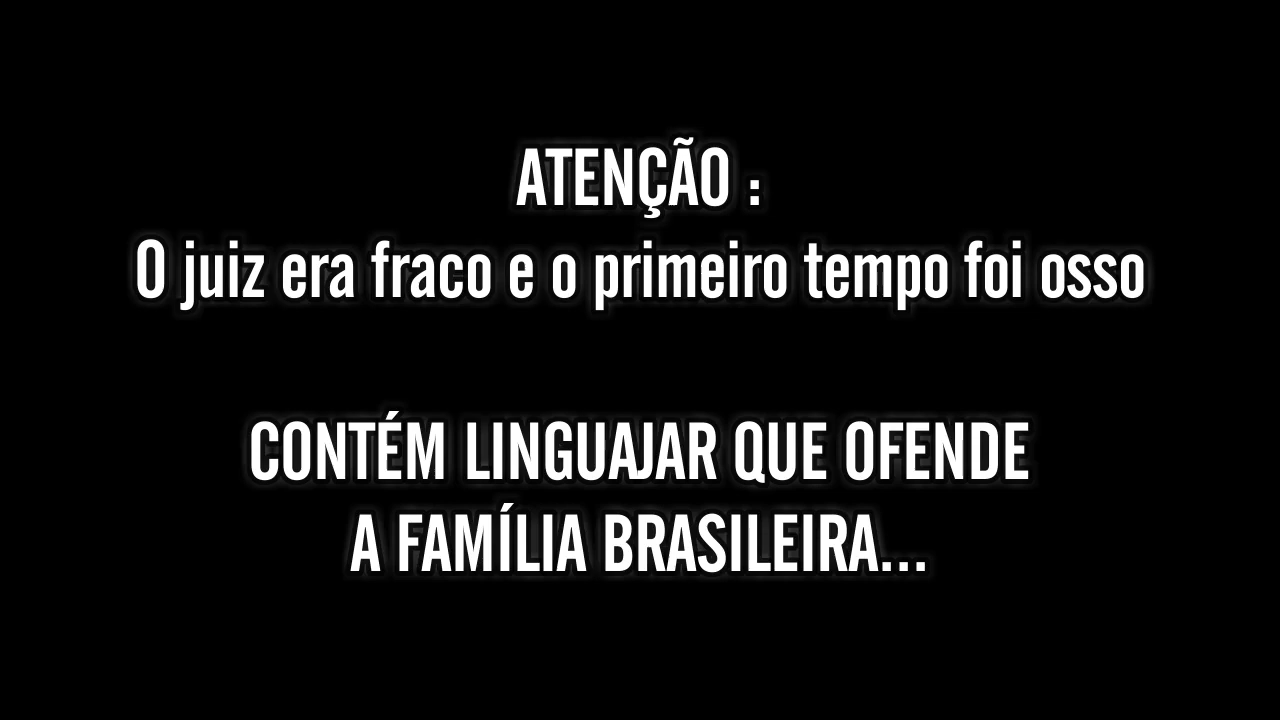 ATENÇÃO :
O juiz era fraco e o primeiro tempo foi osso
CONTÉM LINGUAJAR QUE OFENDE
A FAMÍLIA BRASILEIRA...